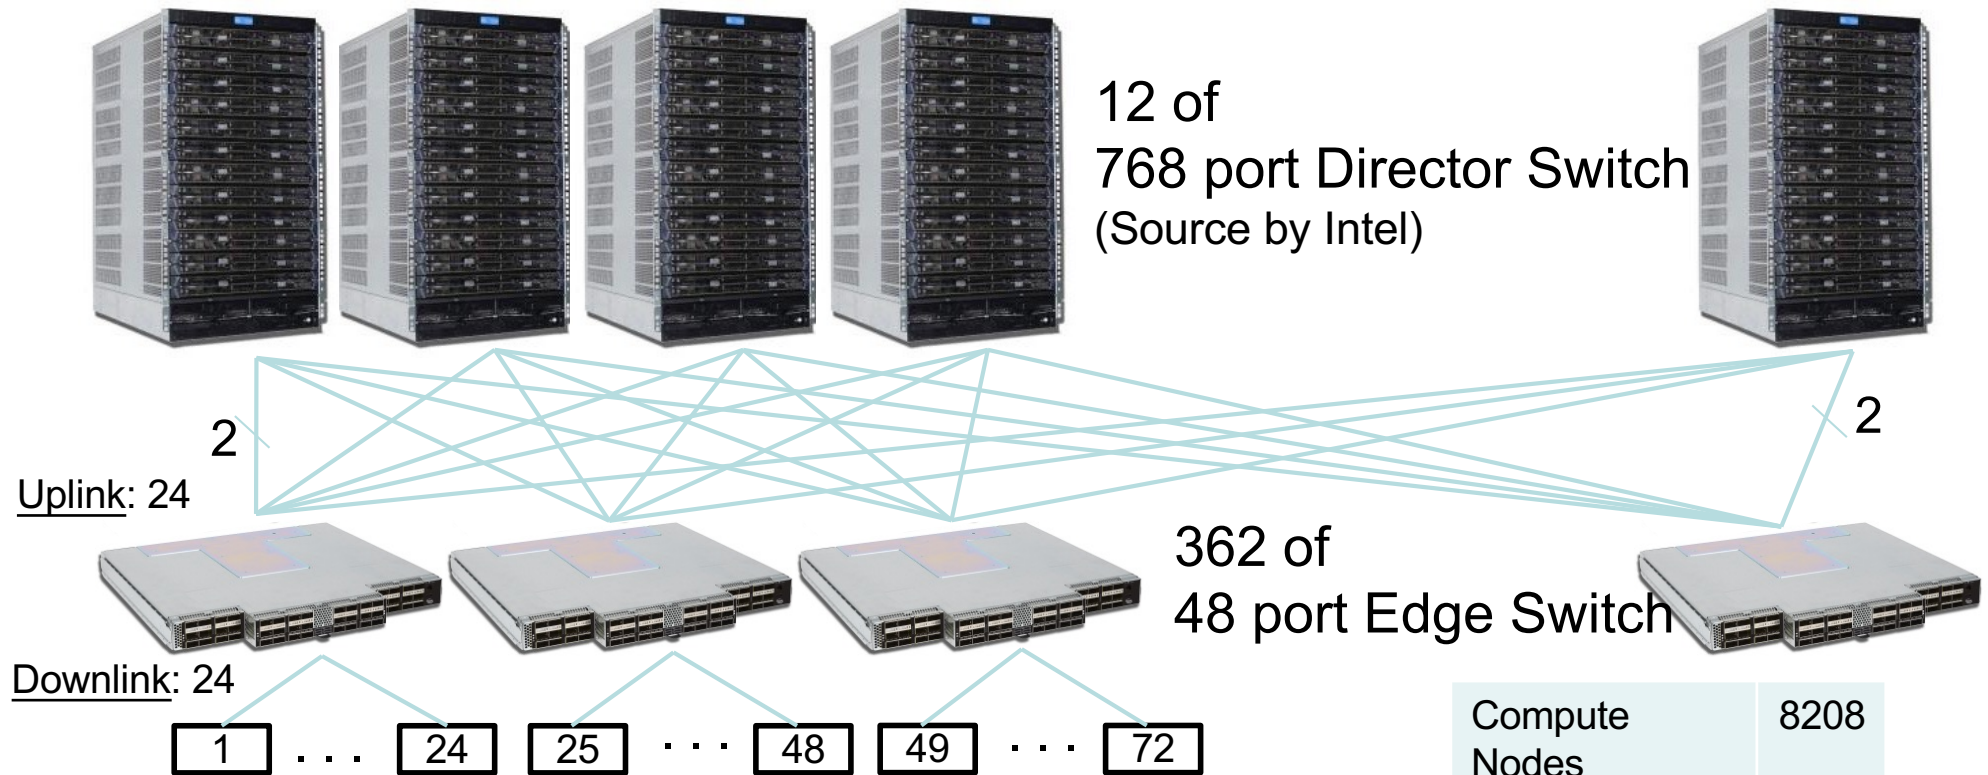 12 of
768 port Director Switch
(Source by Intel)
2
2
Uplink: 24
362 of
48 port Edge Switch
Downlink: 24
1 . . . 24 25 . . . 48 49 . . . 72
Compute 8208
Nodes